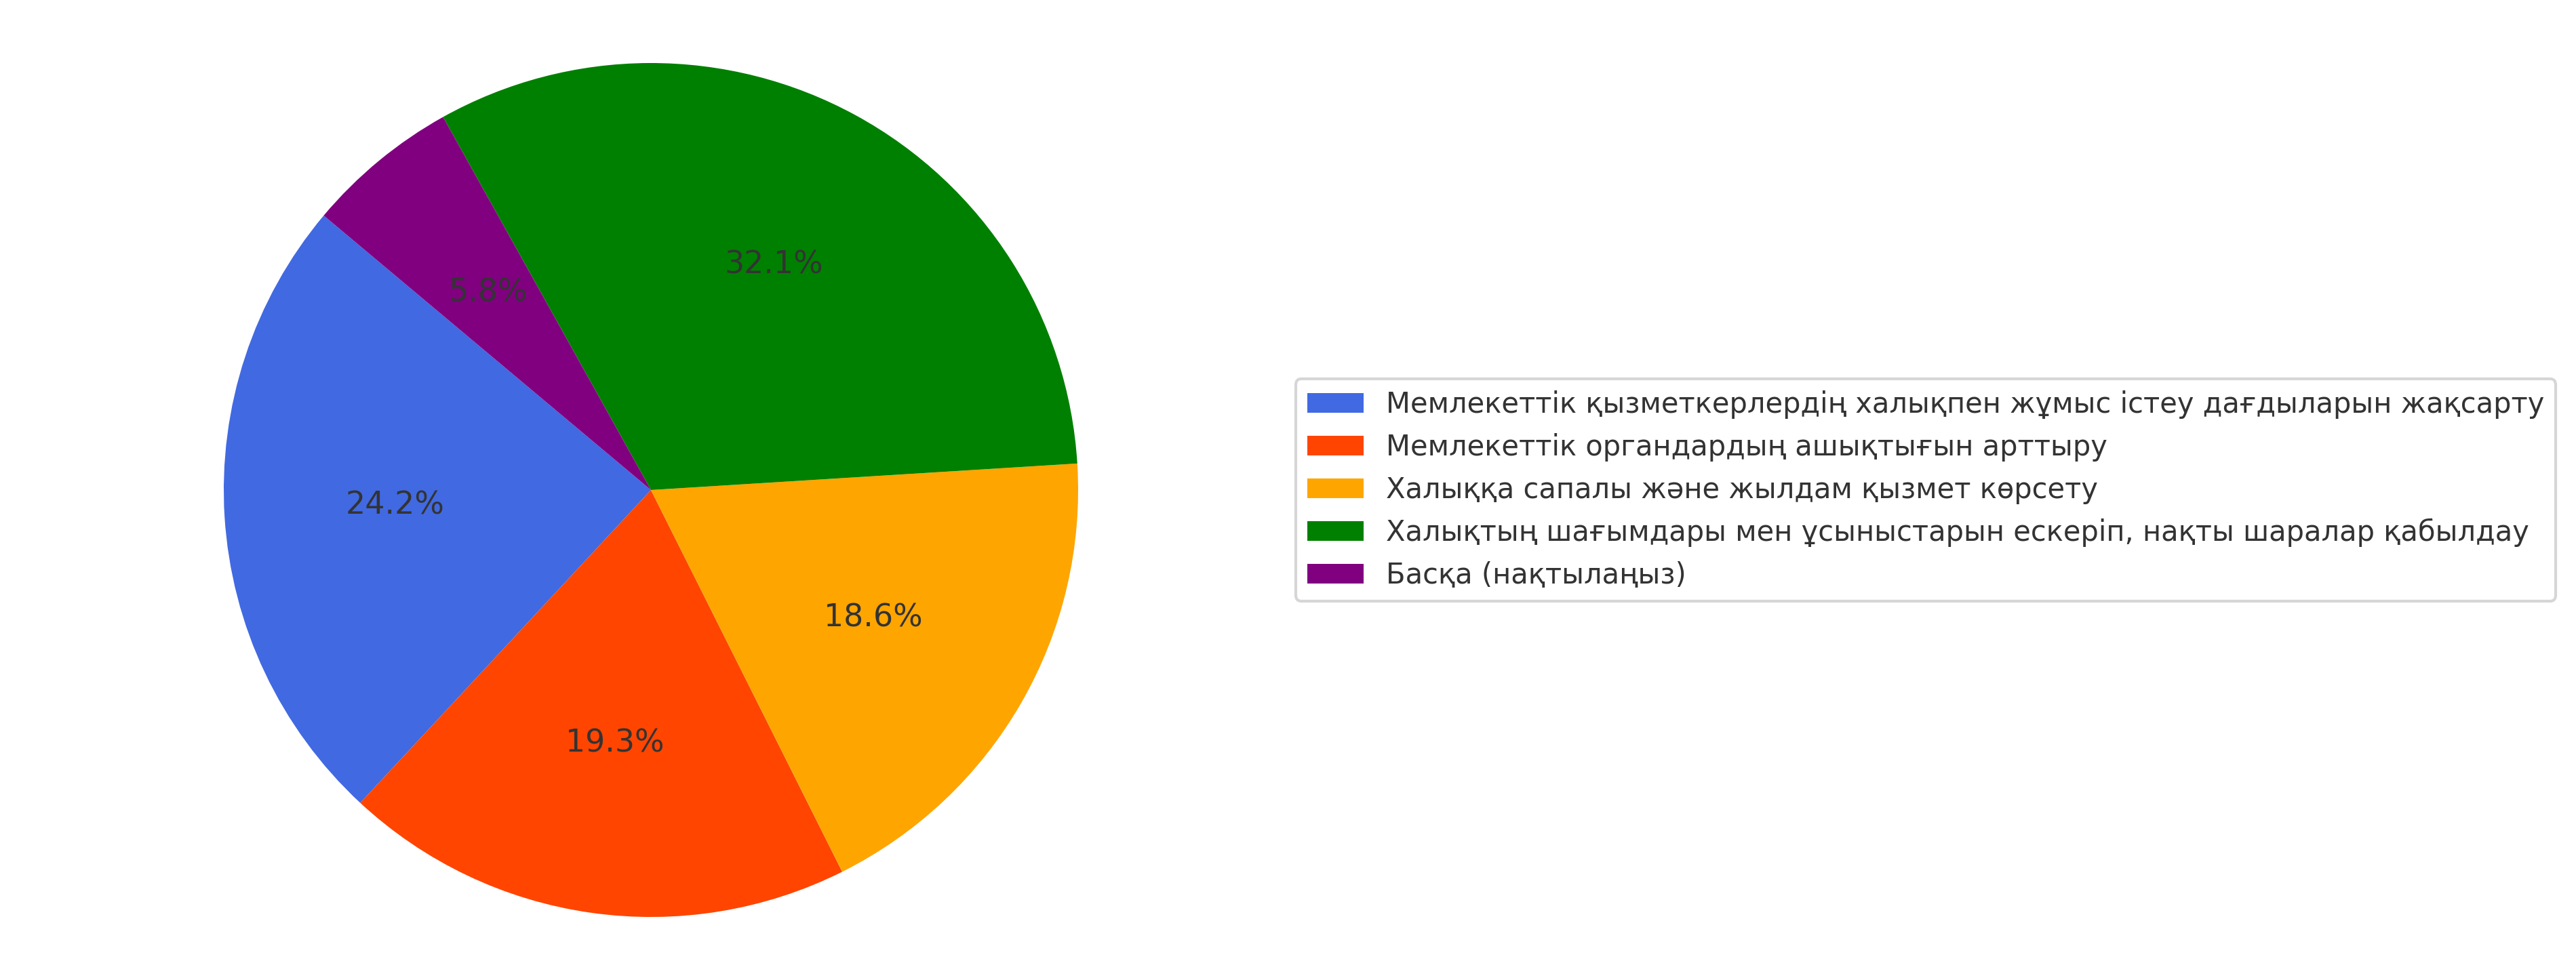 32.1%
5.8%
24.2%
18.6%
19.3%
Мемлекеттік қызметкерлердің халықпен жұмыс істеу дағдыларын жақсарту
Мемлекеттік органдардың ашықтығын арттыру
Халыққа сапалы және жылдам қызмет көрсету
Халықтың шағымдары мен ұсыныстарын ескеріп, нақты шаралар қабылдау
Басқа (нақтылаңыз)